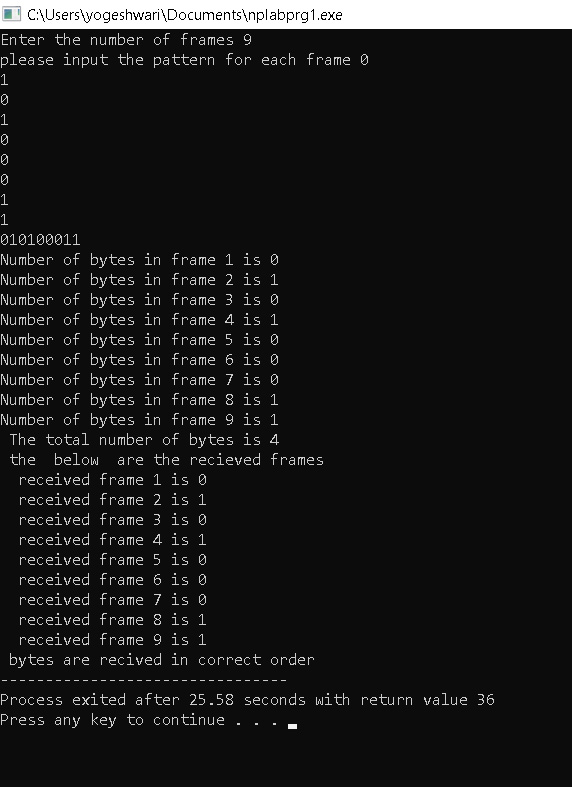 C:\Users\yogeshwari\Documents\nplabprg1.exe
Enter the number of frames 9
please input the pattern for each frame 0
1
0
1
0
0
0
1
1
010100011
Number of bytes in frame 1 is 0
Number of bytes in frame 2 is 1
Number of bytes in frame 3 is 0
Number of bytes in frame 4 is 1
Number of bytes in frame 5 is 0
Number of bytes in frame 6 is 0
Number of bytes in frame 7 is 0
Number of bytes in frame 8 is 1
Number of bytes in frame 9 is 1
The total number of bytes is 4
the  below  are the recieved frames
received frame 1 is 0
received frame 2 is 1
received frame 3 is 0
received frame 4 is 1
received frame 5 is 0
received frame 6 is 0
received frame 7 is 0
received frame 8 is 1
received frame 9 is 1
bytes are recived in correct order
--------------------------------
Process exited after 25.58 seconds with return value 36
Press any key to continue . . .